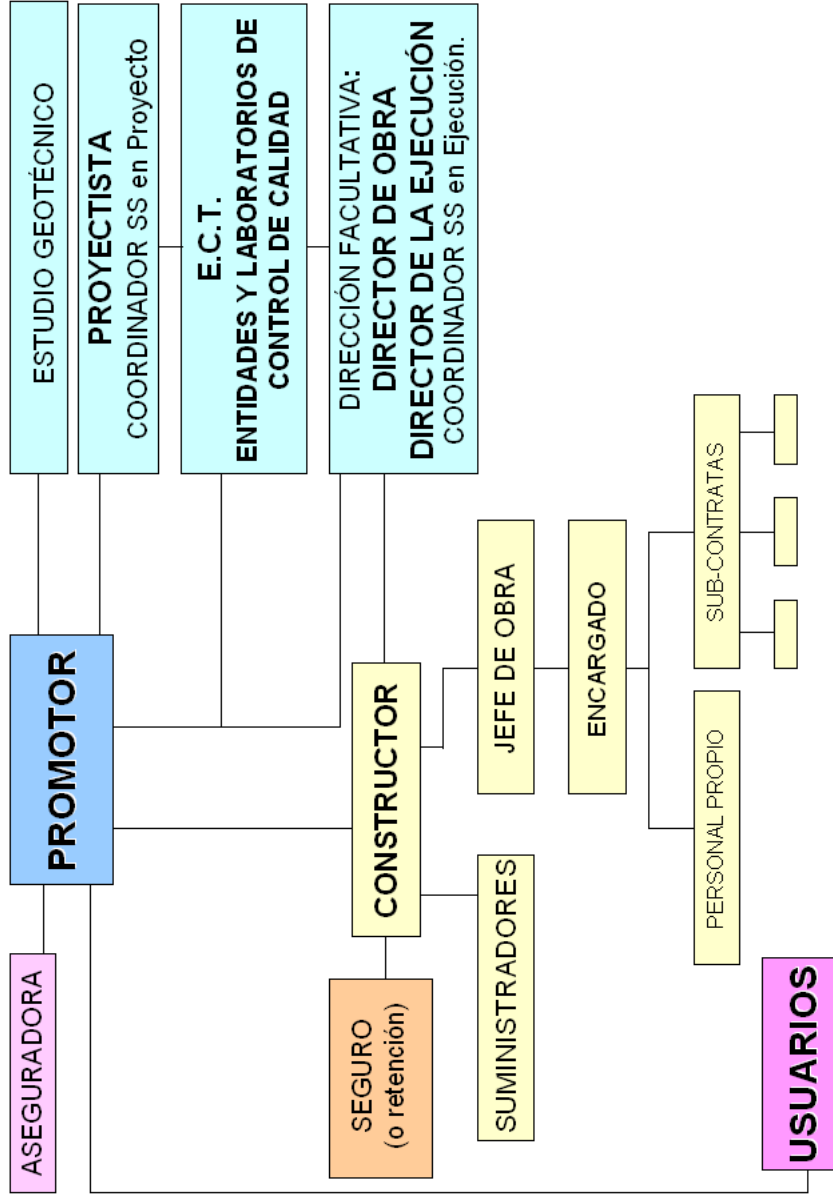 ASEGURADORA
PROMOTOR
ESTUDIO GEOTÉCNICO
PROYECTISTA
COORDINADOR SS en Proyecto
E.C.T.
ENTIDADES Y LABORATORIOS DE
CONTROL DE CALIDAD
DIRECCIÓN FACULTATIVA:
DIRECTOR DE OBRA
DIRECTOR DE LA EJECUCIÓN
COORDINADOR SS en Ejecución.
SEGURO
(o retención)
CONSTRUCTOR
SUMINISTRADORES
JEFE DE OBRA
ENCARGADO
PERSONAL PROPIO
SUB-CONTRATAS
USUARIOS